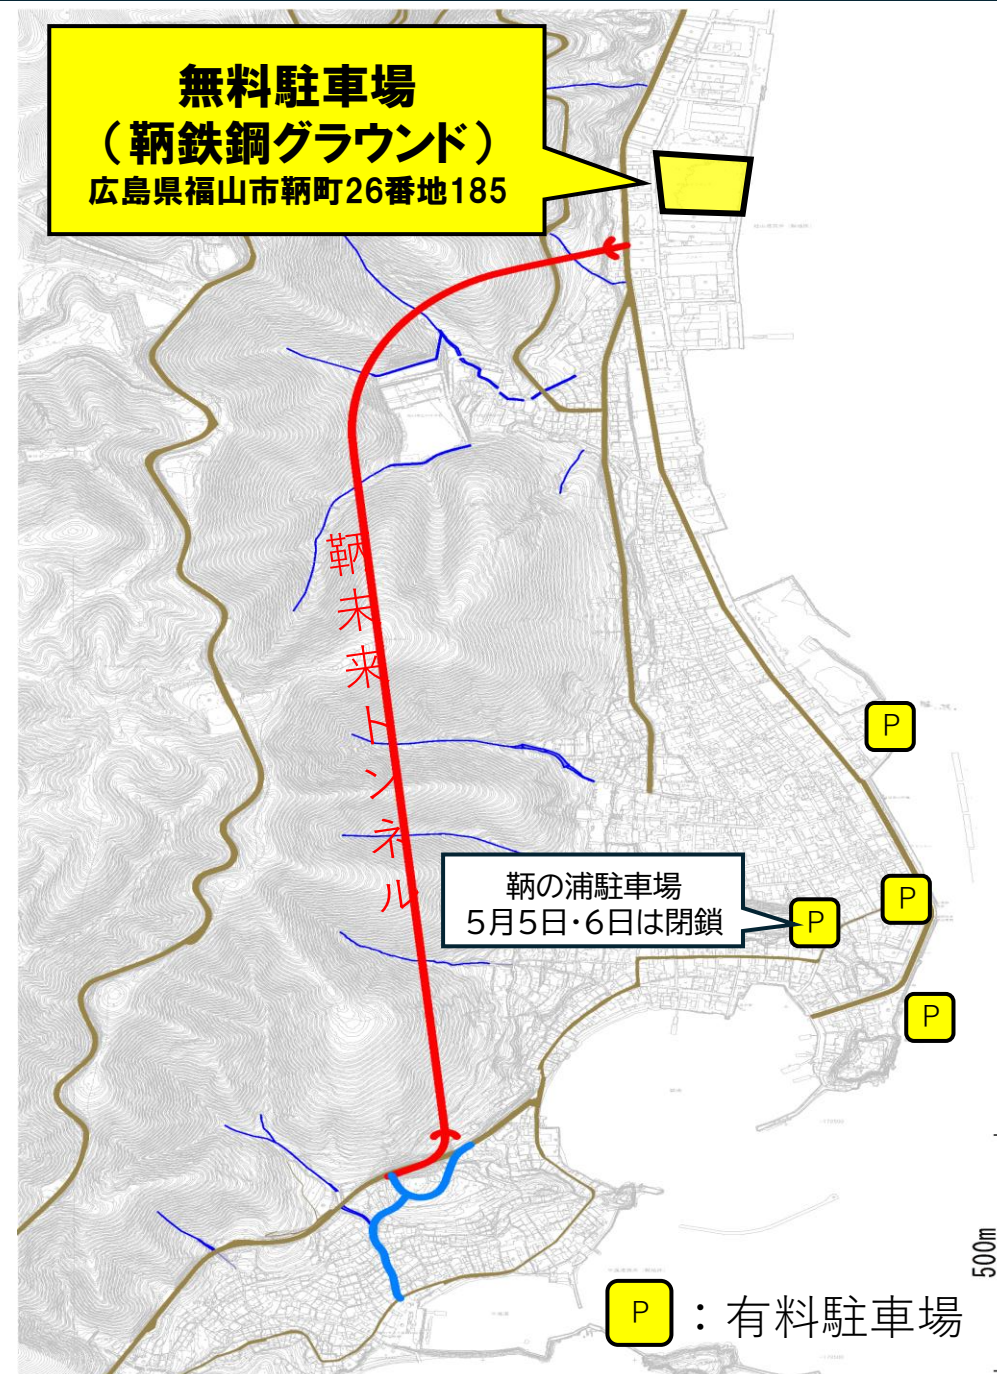 無料駐車場
（鞆鉄鋼グラウンド）
広島県福山市鞆町26番地185
鞆未来トンネル
P
鞆の浦駐車場
5月5日・6日は閉鎖
P
P
P
500m
P：有料駐車場